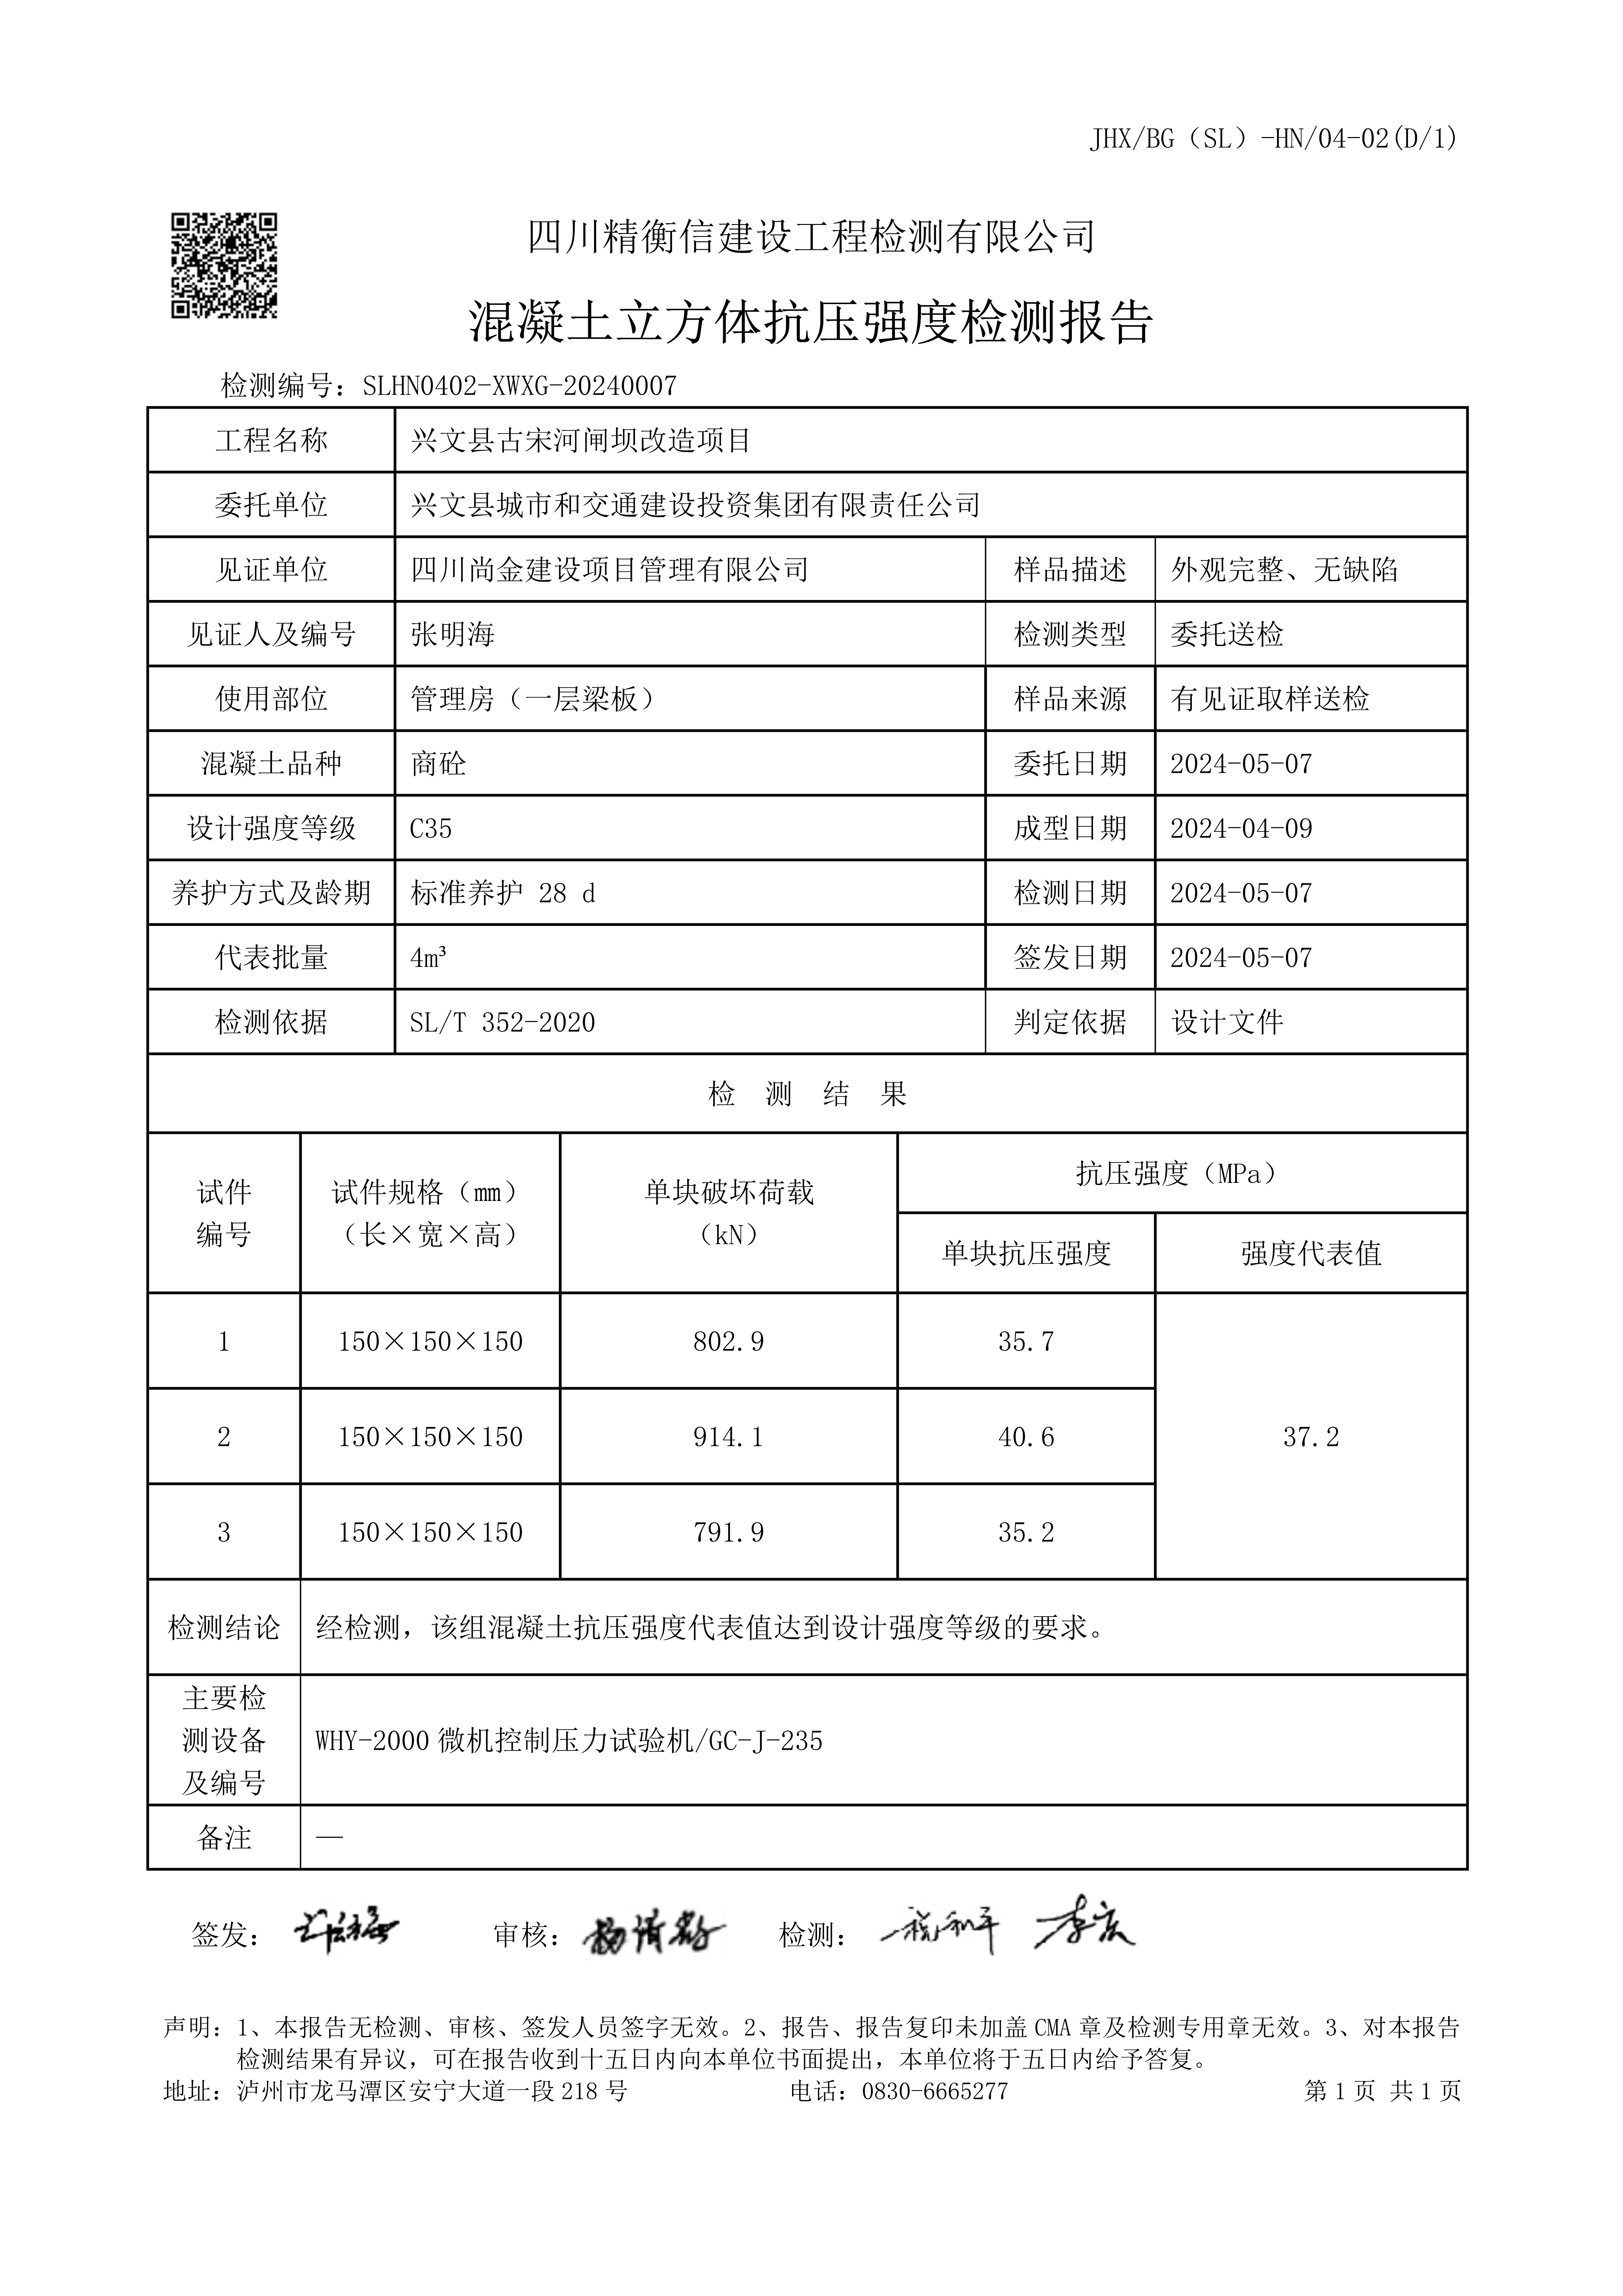 JHX/BG（SL）-HN/04-02(D/1)
四川精衡信建设工程检测有限公司
混凝土立方体抗压强度检测报告
检测编号：SLHN0402-XWXG-20240007
工程名称 兴文县古宋河闸坝改造项目
委托单位 兴文县城市和交通建设投资集团有限责任公司
见证单位 四川尚金建设项目管理有限公司 样品描述 外观完整、无缺陷
见证人及编号 张明海 检测类型 委托送检
使用部位 管理房（一层梁板） 样品来源 有见证取样送检
混凝土品种 商砼 委托日期 2024-05-07
设计强度等级 C35 成型日期 2024-04-09
养护方式及龄期 标准养护 28 d 检测日期 2024-05-07
代表批量 4m³ 签发日期 2024-05-07
检测依据 SL/T 352-2020 判定依据 设计文件
检 测 结 果
试件
编号
试件规格（mm）
（长×宽×高）
单块破坏荷载
（kN）
抗压强度（MPa）
单块抗压强度 强度代表值
1 150×150×150 802.9 35.7
2 150×150×150 914.1 40.6 37.2
3 150×150×150 791.9 35.2
检测结论 经检测，该组混凝土抗压强度代表值达到设计强度等级的要求。
主要检
测设备
及编号
WHY-2000 微机控制压力试验机/GC-J-235
备注 —
签发： 审核： 检测：
声明：1、本报告无检测、审核、签发人员签字无效。2、报告、报告复印未加盖 CMA 章及检测专用章无效。3、对本报告
检测结果有异议，可在报告收到十五日内向本单位书面提出，本单位将于五日内给予答复。
地址：泸州市龙马潭区安宁大道一段 218 号 电话：0830-6665277 第 1 页 共 1 页